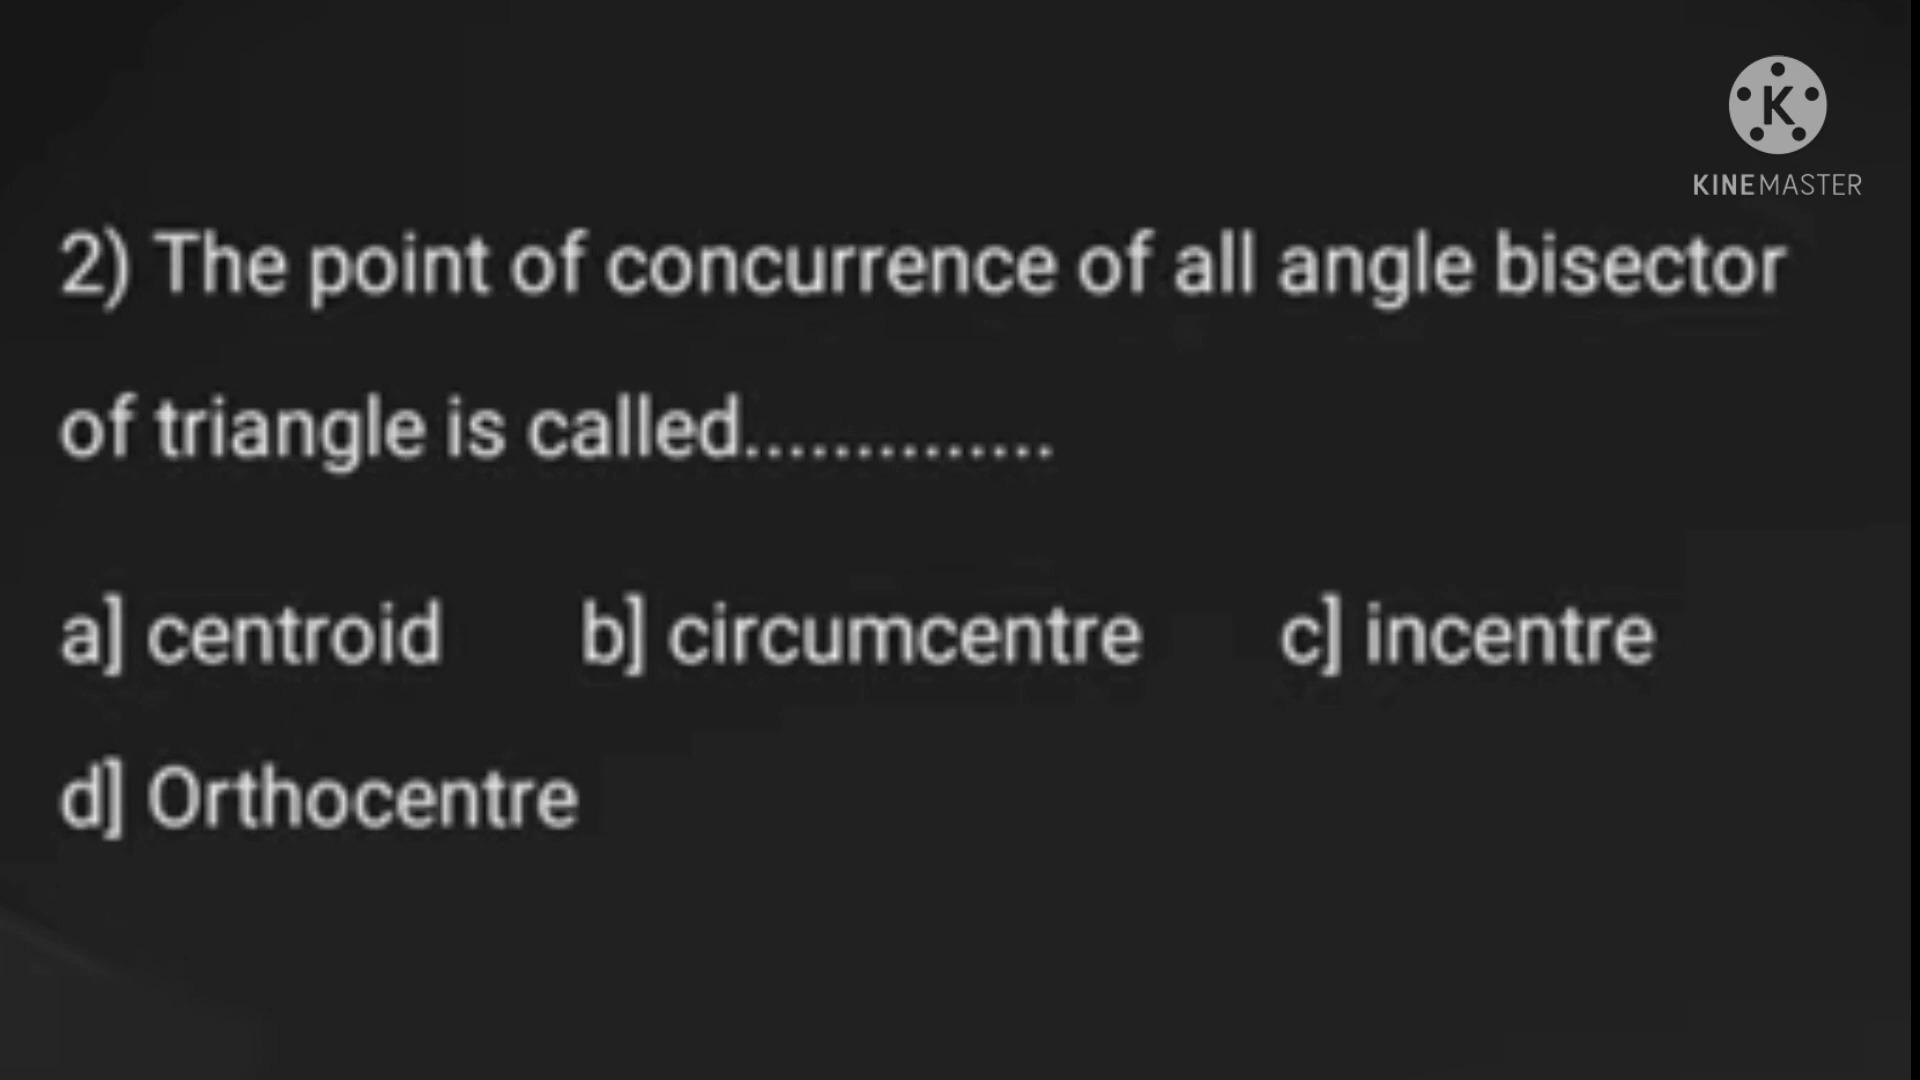 K
KINEMASTER
2) The point of concurrence of all angle bisector
of triangle is called..............
a] centroid b] circumcentre c] incentre
d] Orthocentre